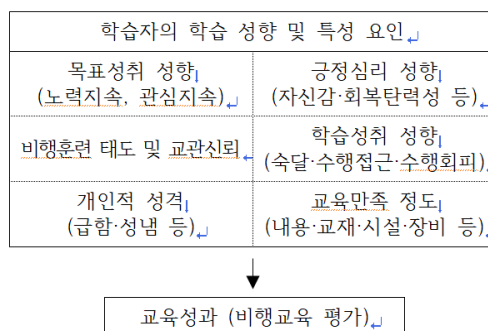 학습자의 학습 성향 및 특성 요인
목표성취 성향
(노력지속, 관심지속)
긍정심리 성향
(자신감·회복탄력성 등)
비행훈련 태도 및 교관신뢰
학습성취 성향
(숙달·수행접근·수행회피)
개인적 성격
(급함·성냄 등)
교육만족 정도
(내용·교재·시설·장비 등)
교육성과 (비행교육 평가)